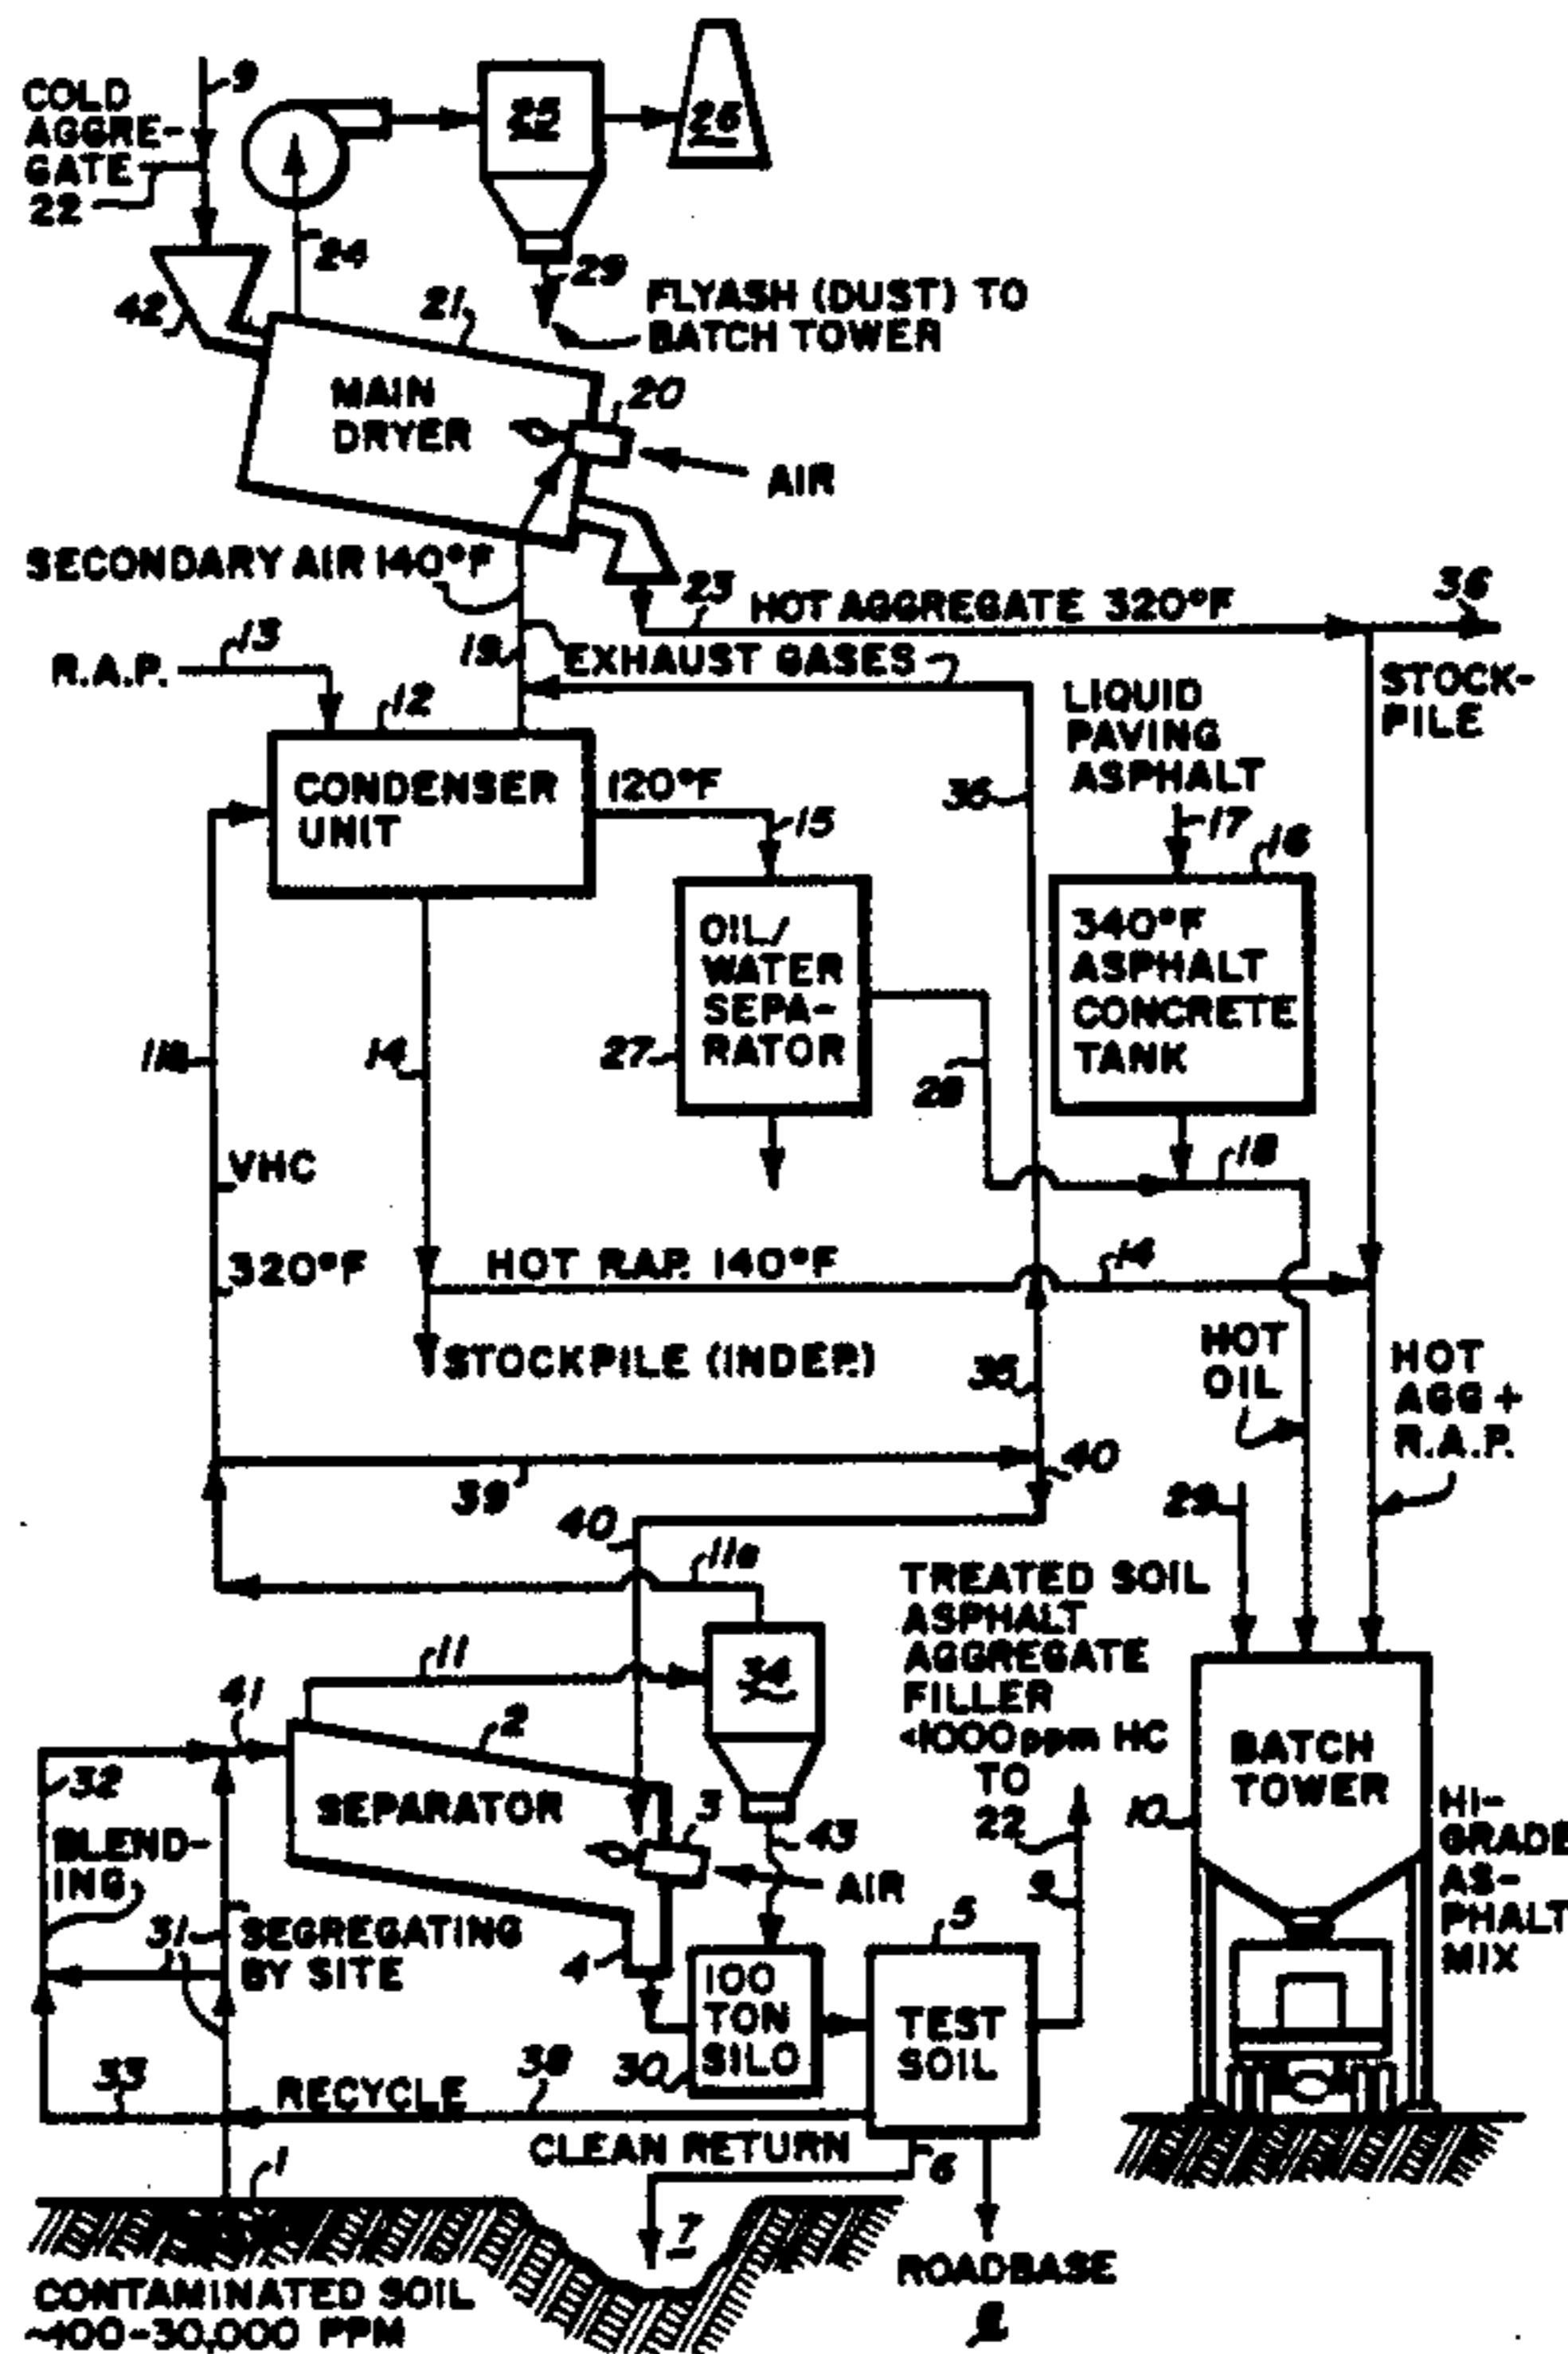 COLD
AGGRE-
GATE
22
9
24
25
26
42
21
29
FLYASH (DUST) TO
BATCH TOWER
MAIN
DRYER
20
AIR
SECONDARY AIR 140°F
23
HOT AGGREGATE 320°F
36
13
R.A.P.
19
EXHAUST GASES
STOCK-
PILE
12
LIQUID
PAVING
ASPHALT
CONDENSER
UNIT
120°F
15
35
17
16
OIL/
WATER
SEPA-
RATOR
27
340°F
ASPHALT
CONCRETE
TANK
14
28
18
VHC
320°F
HOT R.A.P. 140°F
14
STOCKPILE (INDEP.)
35
HOT
OIL
HOT
AGG +
R.A.P.
39
40
40
29
11a
TREATED SOIL
ASPHALT
AGGREGATE
FILLER
<1000 ppm HC
TO
22
11
34
41
2
SEPARATOR
3
43
AIR
32
BLEND-
ING
31
SEGREGATING
BY SITE
4
5
9
10
BATCH
TOWER
HI-
GRADE
AS-
PHALT
MIX
100
TON
SILO
30
TEST
SOIL
33
RECYCLE
38
CLEAN RETURN
6
1
7
ROADBASE
8
CONTAMINATED SOIL
~400-30,000 PPM